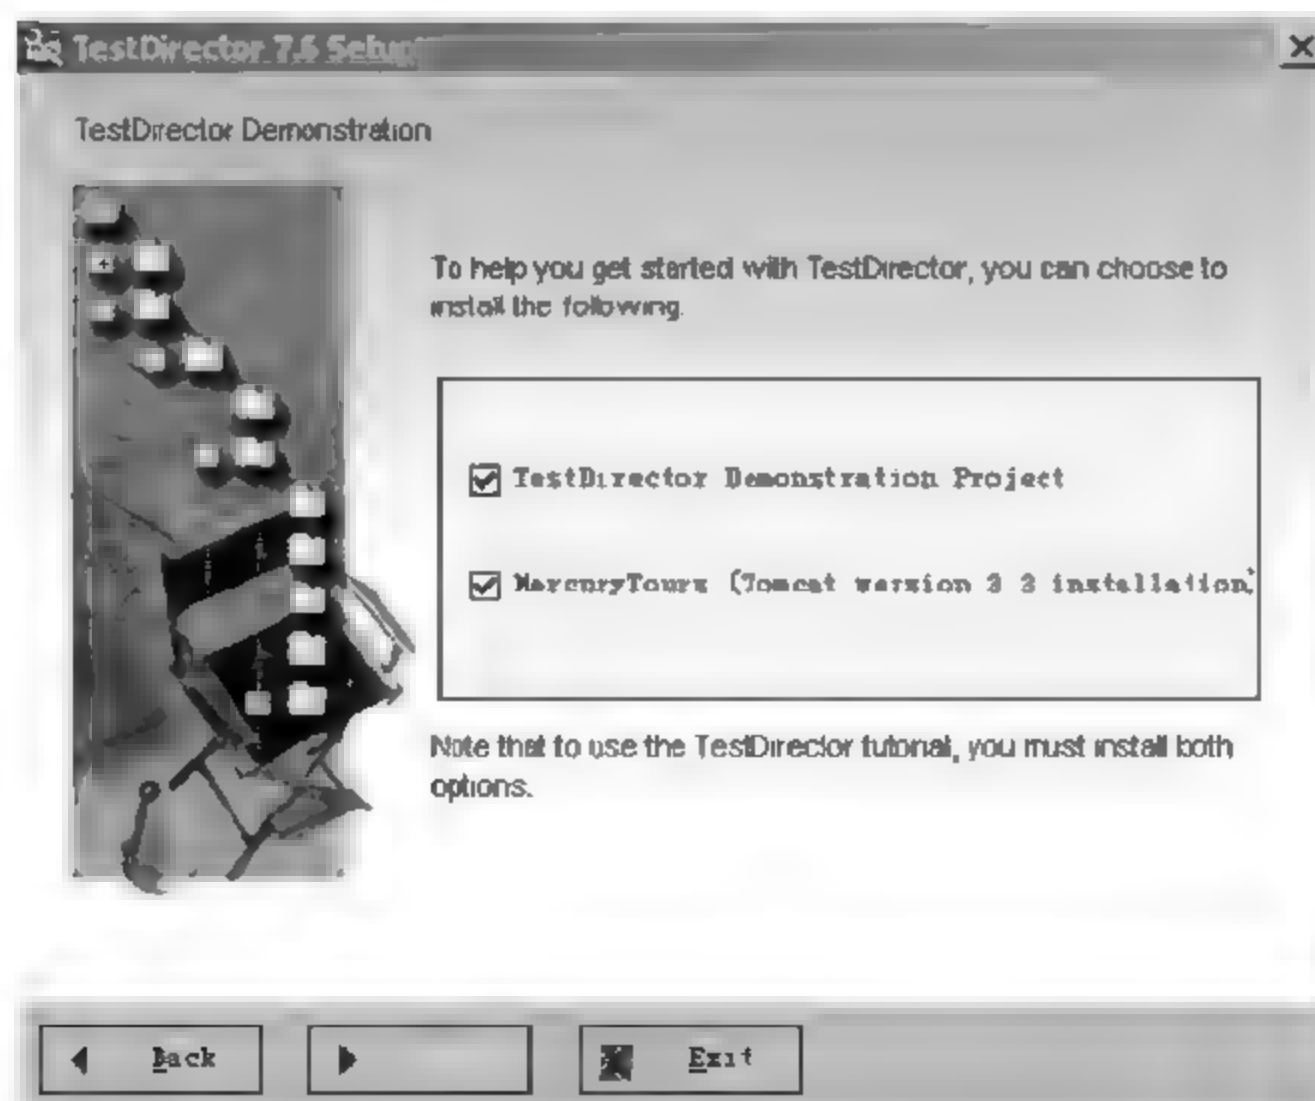 TestDirector 7.6 Setup
TestDirector Demonstration
To help you get started with TestDirector, you can choose to
install the following.
TestDirector Demonstration Project
MercuryTours (Tomcat version 3 3 installation)
Note that to use the TestDirector tutorial, you must install both
options.
Back
Exit